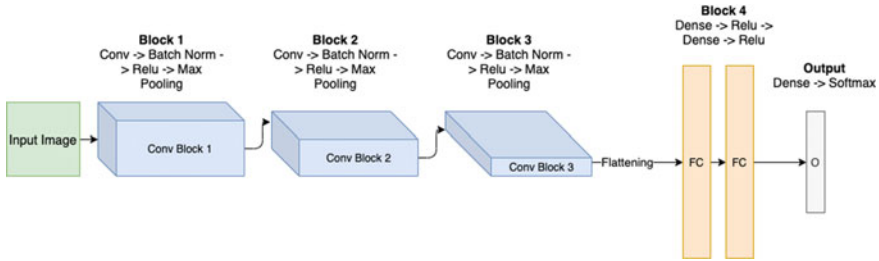 Block 1
Conv -> Batch Norm -
> Relu -> Max
Pooling
Block 2
Conv -> Batch Norm -
> Relu -> Max
Pooling
Block 3
Conv -> Batch Norm -
> Relu -> Max
Pooling
Block 4
Dense -> Relu ->
Dense -> Relu
Output
Dense -> Softmax
Input Image
Conv Block 1
Conv Block 2
Conv Block 3
Flattening
FC
FC
O